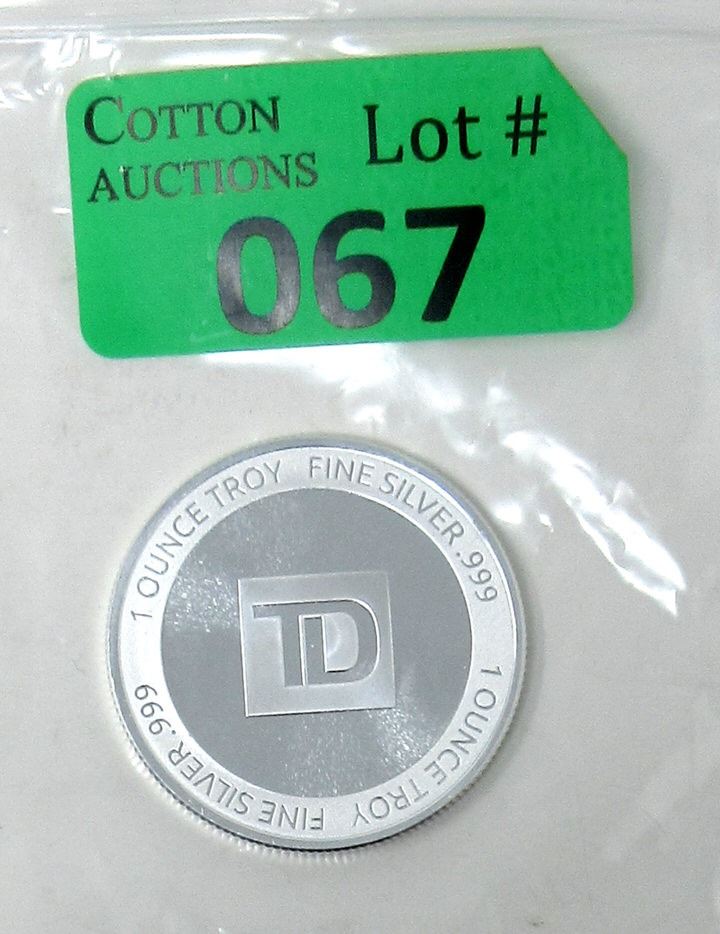 COTTON
AUCTIONS
Lot #
067
1 OUNCE TROY FINE SILVER .999
1 OUNCE TROY FINE SILVER .999
TD